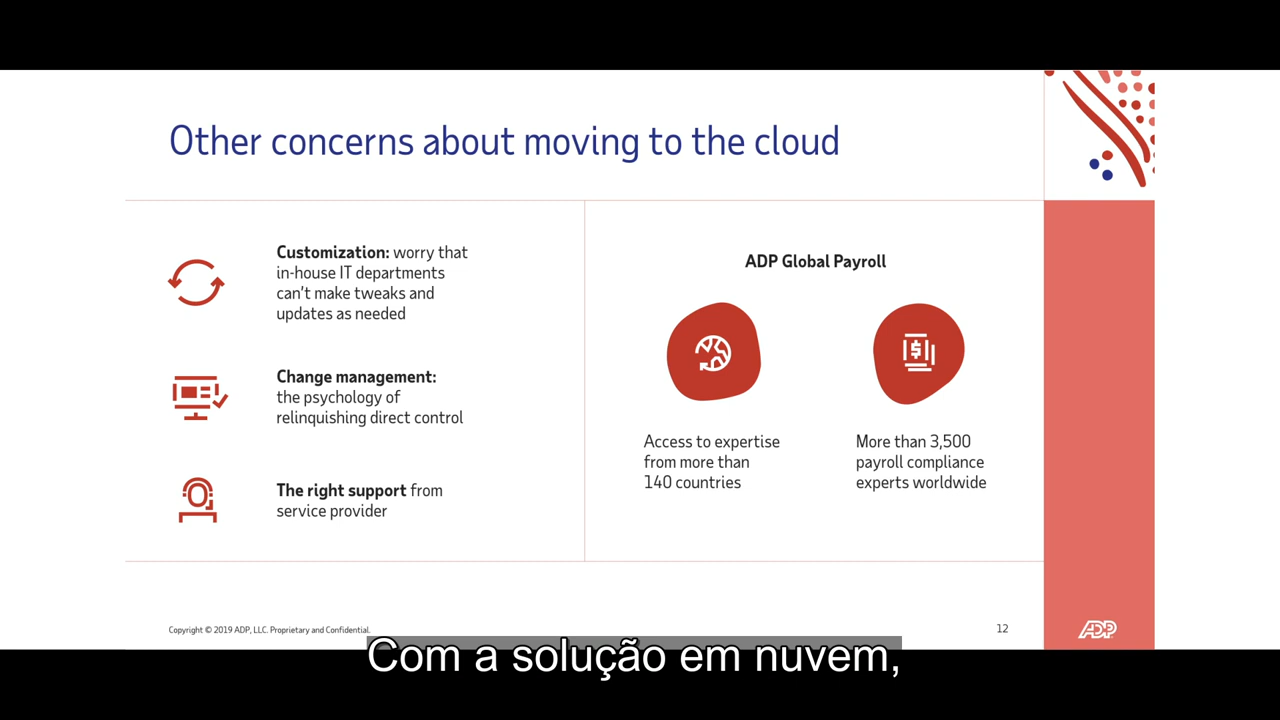 Other concerns about moving to the cloud
Customization: worry that
in-house IT departments
can't make tweaks and
updates as needed
Change management:
the psychology of
relinquishing direct control
The right support from
service provider
ADP Global Payroll
Access to expertise
from more than
140 countries
More than 3,500
payroll compliance
experts worldwide
Copyright © 2019 ADP, LLC. Proprietary and Confidential.
12
ADP
Com a solução em nuvem,